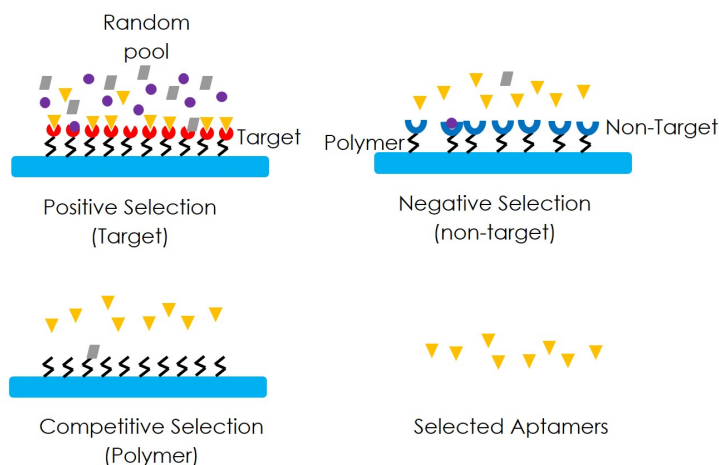 Random
pool
Target
Positive Selection
(Target)
Polymer
Non-Target
Negative Selection
(non-target)
Competitive Selection
(Polymer)
Selected Aptamers